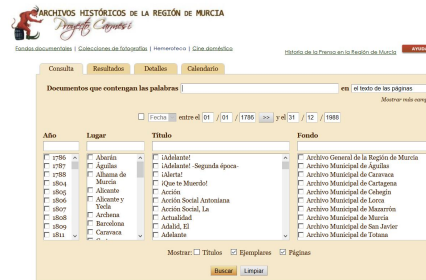 ARCHIVOS HISTÓRICOS DE LA REGIÓN DE MURCIA
Proyecto Carmesí
Fondos documentales | Colecciones de fotografías | Hemeroteca | Cine doméstico
Historia de la Prensa en la Región de Murcia
AYUDA
Consulta Resultados Detalles Calendario
Documentos que contengan las palabras en el texto de las páginas
Mostrar más
Fecha entre el 01 / 01 / 1786 >> y el 31 / 12 / 1988
Año Lugar Título Fondo
1786 Abarán ¡Adelante! Archivo General de la Región de Murcia
1787 Águilas ¡Adelante! -Segunda época- Archivo Municipal de Águilas
1788 Alhama de Murcia ¡Alerta! Archivo Municipal de Caravaca
1804 ¡Que te Muerdo! Archivo Municipal de Cartagena
1805 Alicante Acción Archivo Municipal de Cehegín
1806 Alicante y Yecla Acción Social Antoniana Archivo Municipal de Lorca
1807 Acción Social, La Archivo Municipal de Mazarrón
1808 Archena Actualidad Archivo Municipal de Murcia
1809 Barcelona Adalid, El Archivo Municipal de San Javier
1811 Caravaca Adelante Archivo Municipal de Totana
Mostrar: Títulos Ejemplares Páginas
Buscar Limpiar